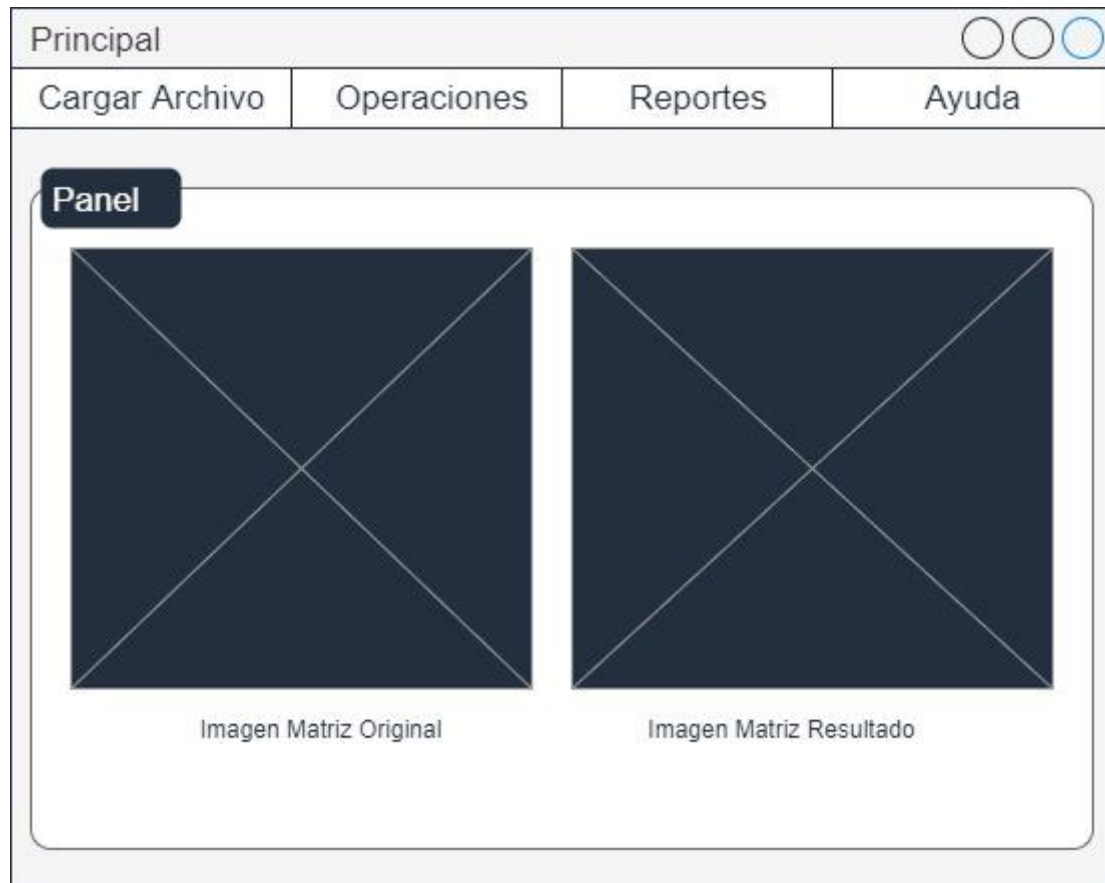 Principal
Cargar Archivo
Operaciones
Reportes
Ayuda
Panel
Imagen Matriz Original
Imagen Matriz Resultado